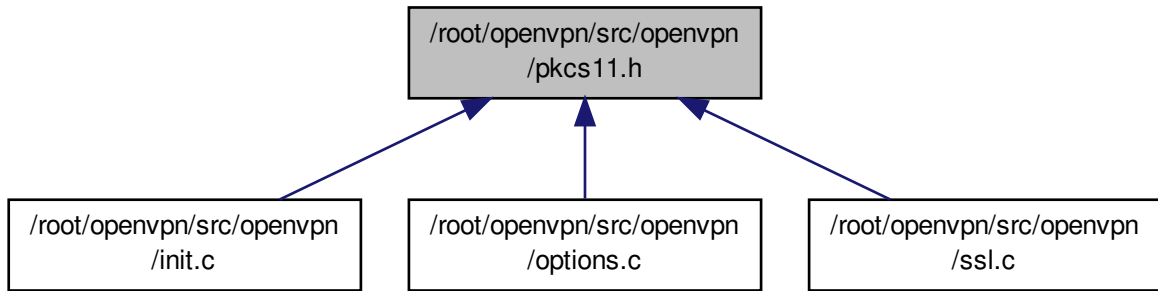 /root/openvpn/src/openvpn
/pkcs11.h
/root/openvpn/src/openvpn
/init.c
/root/openvpn/src/openvpn
/options.c
/root/openvpn/src/openvpn
/ssl.c